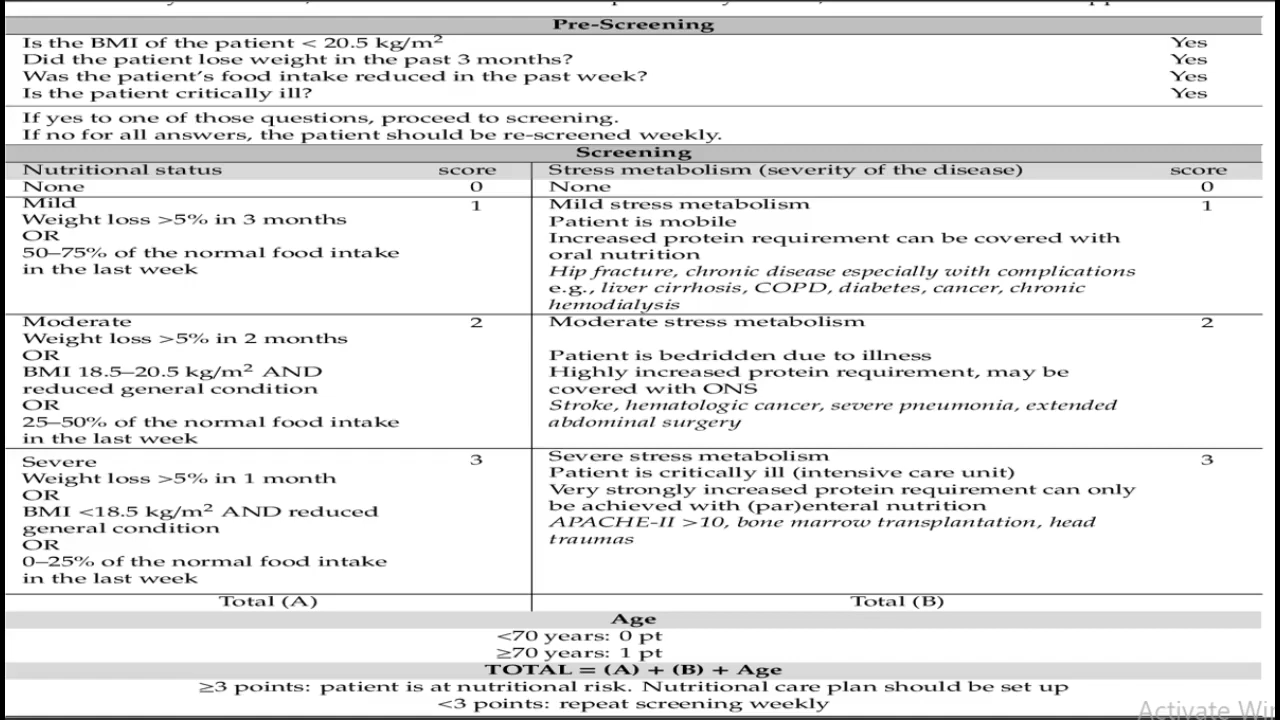 Pre-Screening
Is the BMI of the patient < 20.5 kg/m² Yes
Did the patient lose weight in the past 3 months? Yes
Was the patient's food intake reduced in the past week? Yes
Is the patient critically ill? Yes
If yes to one of those questions, proceed to screening.
If no for all answers, the patient should be re-screened weekly.
Screening
Nutritional status score Stress metabolism (severity of the disease) score
None 0 None 0
Mild 1
Weight loss >5% in 3 months
OR
50–75% of the normal food intake
in the last week
Mild stress metabolism 1
Patient is mobile
Increased protein requirement can be covered with
oral nutrition
Hip fracture, chronic disease especially with complications
e.g., liver cirrhosis, COPD, diabetes, cancer, chronic
hemodialysis
Moderate 2
Weight loss >5% in 2 months
OR
BMI 18.5–20.5 kg/m² AND
reduced general condition
OR
25–50% of the normal food intake
in the last week
Moderate stress metabolism 2
Patient is bedridden due to illness
Highly increased protein requirement, may be
covered with ONS
Stroke, hematologic cancer, severe pneumonia, extended
abdominal surgery
Severe 3
Weight loss >5% in 1 month
OR
BMI <18.5 kg/m² AND reduced
general condition
OR
0–25% of the normal food intake
in the last week
Severe stress metabolism 3
Patient is critically ill (intensive care unit)
Very strongly increased protein requirement can only
be achieved with (par)enteral nutrition
APACHE-II >10, bone marrow transplantation, head
traumas
Total (A) Total (B)
Age
<70 years: 0 pt
≥70 years: 1 pt
TOTAL = (A) + (B) + Age
≥3 points: patient is at nutritional risk. Nutritional care plan should be set up
<3 points: repeat screening weekly
Activate Win